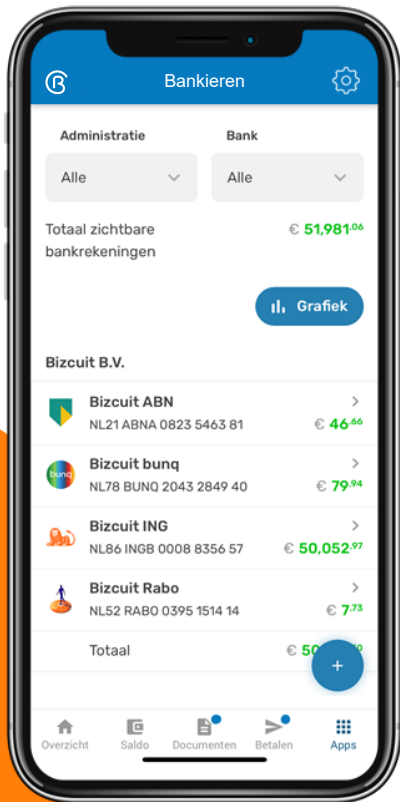 Bankieren
Administratie Bank
Alle Alle
Totaal zichtbare € 51,981.06
bankrekeningen
Grafiek
Bizcuit B.V.
Bizcuit ABN
NL21 ABNA 0823 5463 81 € 46.66
Bizcuit bunq
bunq
NL78 BUNQ 2043 2849 40 € 79.94
Bizcuit ING
NL86 INGB 0008 8356 57 € 50,052.97
Bizcuit Rabo
NL52 RABO 0395 1514 14 € 7.73
Totaal € 50
+
Overzicht Saldo Documenten Betalen Apps